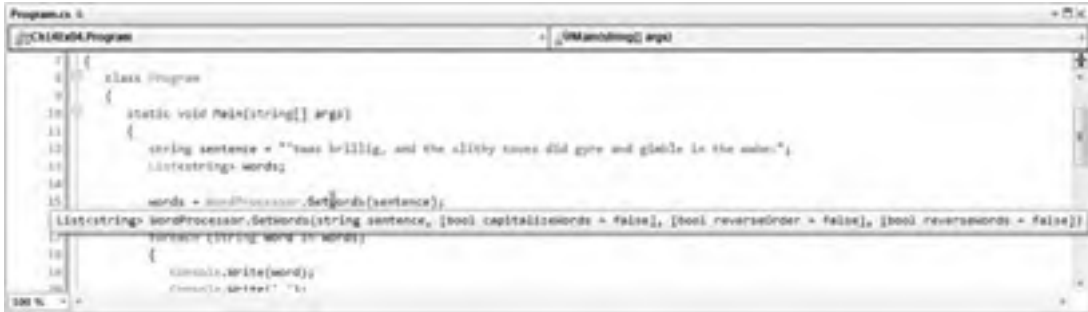 Program.cs
Ch14Ex04.Program Main(string[] args)
7 {
8 class Program
9 {
10 static void Main(string[] args)
11 {
12 string sentence = "'twas brillig, and the slithy toves did gyre and gimble in the wabe:";
13 List<string> words;
14
15 words = WordProcessor.GetWords(sentence);
List<string> WordProcessor.GetWords(string sentence, [bool capitalizeWords = false], [bool reverseOrder = false], [bool reverseWords = false])
17 foreach (string word in words)
18 {
19 Console.Write(word);
20 Console.Write(" ");
100 %